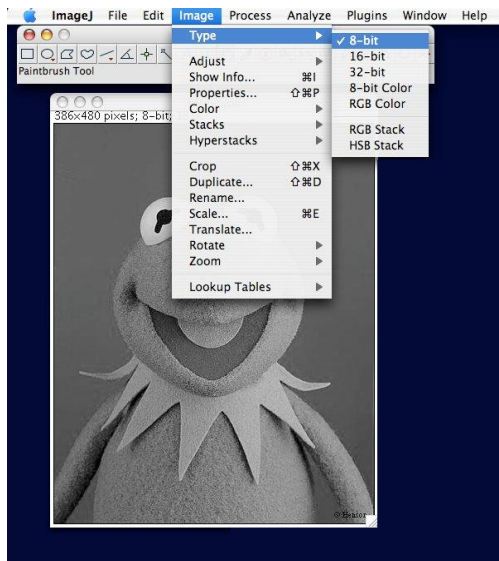 ImageJ File Edit Image Process Analyze Plugins Window Help
Paintbrush Tool
386x480 pixels; 8-bit;
Type
Adjust
Show Info... ⌘I
Properties... ⇧⌘P
Color
Stacks
Hyperstacks
Crop ⇧⌘X
Duplicate... ⇧⌘D
Rename...
Scale... ⌘E
Translate...
Rotate
Zoom
Lookup Tables
✓ 8-bit
16-bit
32-bit
8-bit Color
RGB Color
RGB Stack
HSB Stack
© Henson